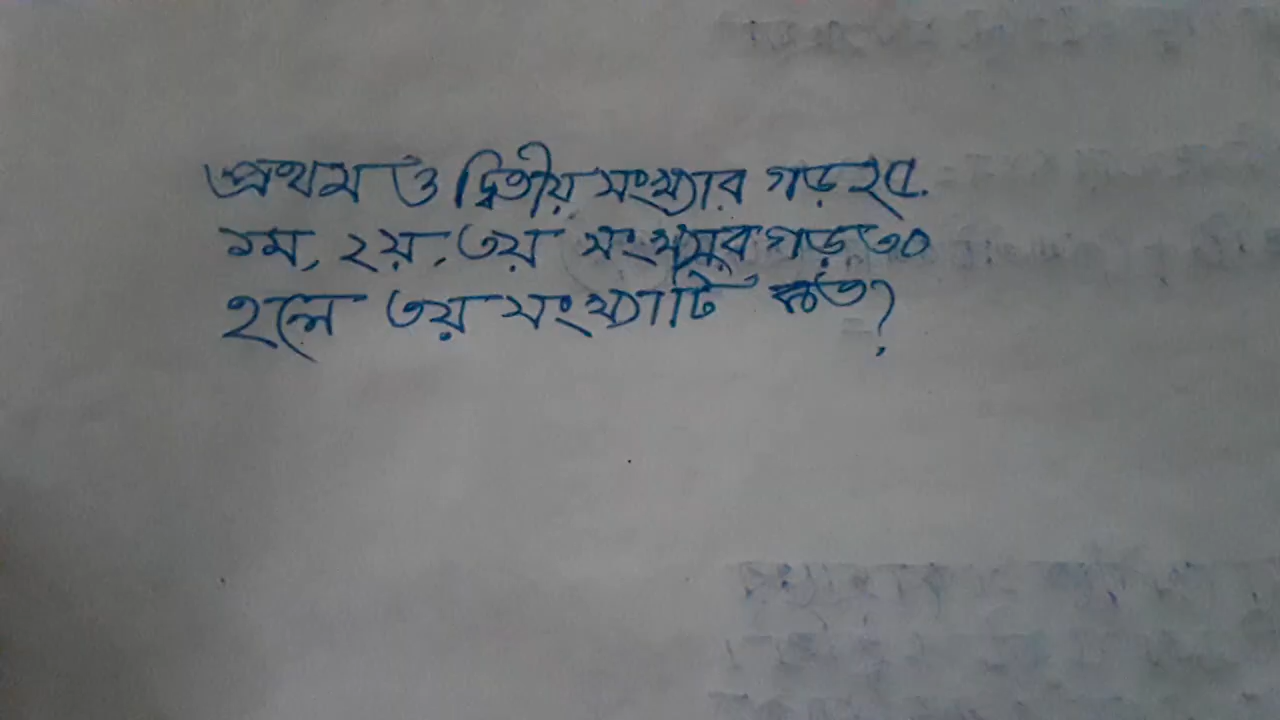 প্রথম ও দ্বিতীয় সংখ্যার গড় ২৫.
১ম, ২য়, ৩য় সংখ্যার গড় ৩০
হলে ৩য় সংখ্যাটি কত?